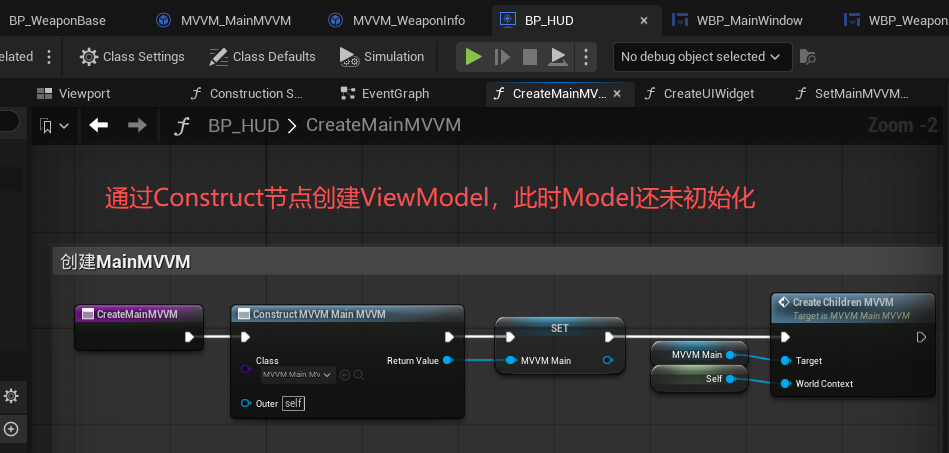 BP_WeaponBase
MVVM_MainMVVM
MVVM_WeaponInfo
BP_HUD
WBP_MainWindow
WBP_Weapon
elated
Class Settings
Class Defaults
Simulation
No debug object selected
Viewport
Construction S...
EventGraph
CreateMainMV...
CreateUIWidget
SetMainMVVM...
BP_HUD > CreateMainMVVM
Zoom -2
通过Construct节点创建ViewModel，此时Model还未初始化
创建MainMVVM
CreateMainMVVM
Construct MVVM Main MVVM
Class
MVVM Main MV
Return Value
Outer
self
SET
MVVM Main
MVVM Main
Self
Create Children MVVM
Target is MVVM Main MVVM
Target
World Context